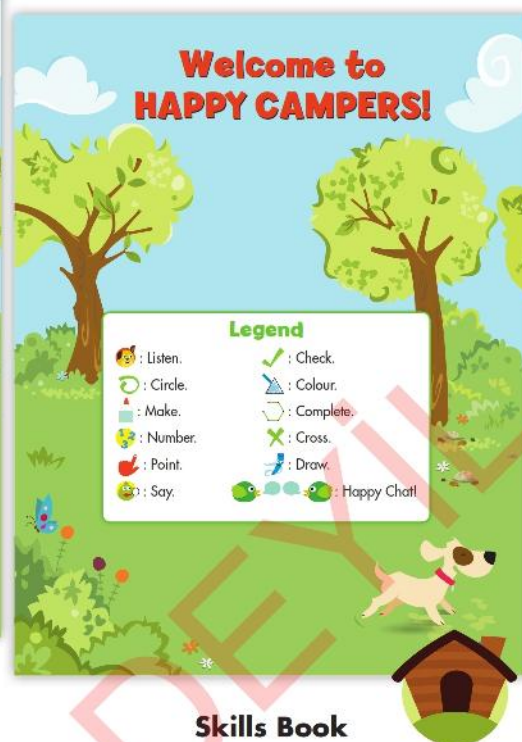 Welcome to
HAPPY CAMPERS!
Legend
: Listen.
: Circle.
: Make.
: Number.
: Point.
: Say.
: Check.
: Colour.
: Complete.
: Cross.
: Draw.
: Happy Chat!
Skills Book
DEYİL